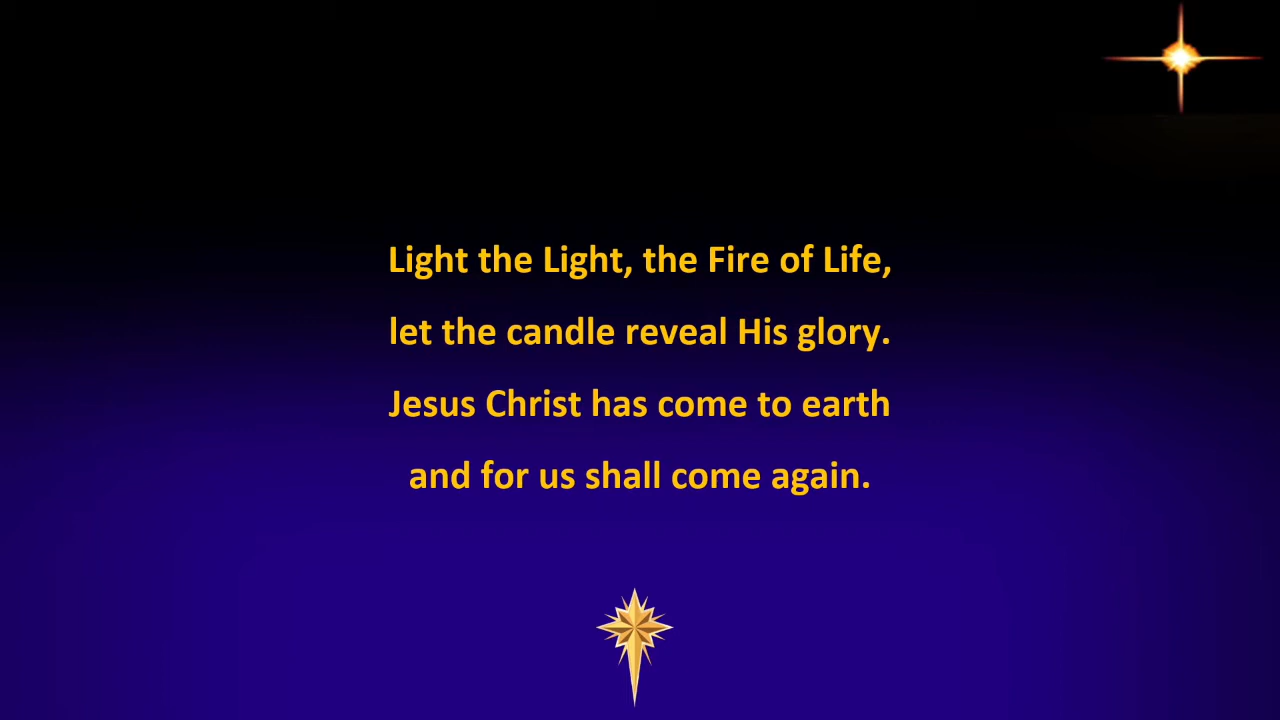 Light the Light, the Fire of Life,
let the candle reveal His glory.
Jesus Christ has come to earth
and for us shall come again.